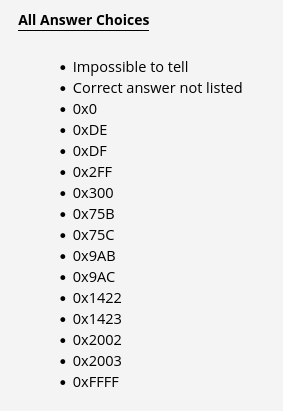 All Answer Choices
• Impossible to tell
• Correct answer not listed
• 0x0
• 0xDE
• 0xDF
• 0x2FF
• 0x300
• 0x75B
• 0x75C
• 0x9AB
• 0x9AC
• 0x1422
• 0x1423
• 0x2002
• 0x2003
• 0xFFFF